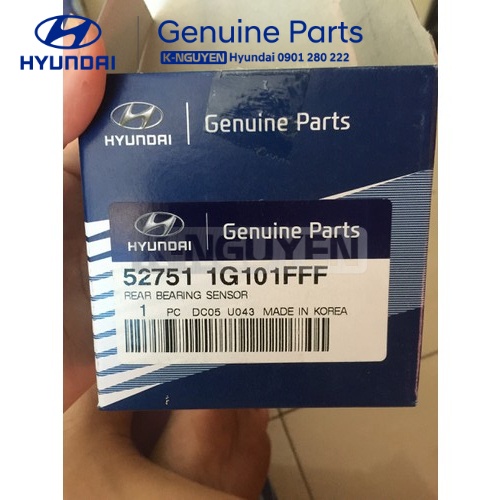 HYUNDAI
Genuine Parts
K-NGUYEN Hyundai 0901 280 222
HYUNDAI
Genuine Parts
HYUNDAI
Genuine Parts
K-NGUYEN
52751 1G101FFF
REAR BEARING SENSOR
1 PC DC05 U043 MADE IN KOREA